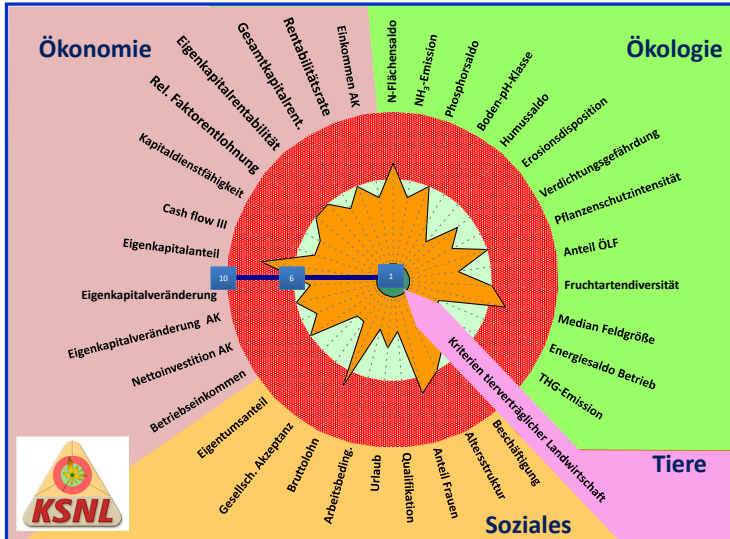 Ökonomie
Ökologie
Tiere
Soziales
N-Flächensaldo
NH₃-Emission
Phosphorsaldo
Boden-pH-Klasse
Humussaldo
Erosionsdisposition
Verdichtungsgefährdung
Pflanzenschutzintensität
Anteil ÖLF
Fruchtartendiversität
Median Feldgröße
Energiesaldo Betrieb
THG-Emission
Kriterien tierverträglicher Landwirtschaft
Beschäftigung
Altersstruktur
Anteil Frauen
Qualifikation
Urlaub
Arbeitsbeding.
Bruttolohn
Gesellsch. Akzeptanz
Eigentumsanteil
Betriebseinkommen
Nettoinvestition AK
Eigenkapitalveränderung AK
Eigenkapitalveränderung
Eigenkapitalanteil
Cash flow III
Kapitaldienstfähigkeit
Rel. Faktorentlohnung
Eigenkapitalrentabilität
Gesamtkapitalrent.
Rentabilitätsrate
Einkommen AK
10
6
1
KSNL